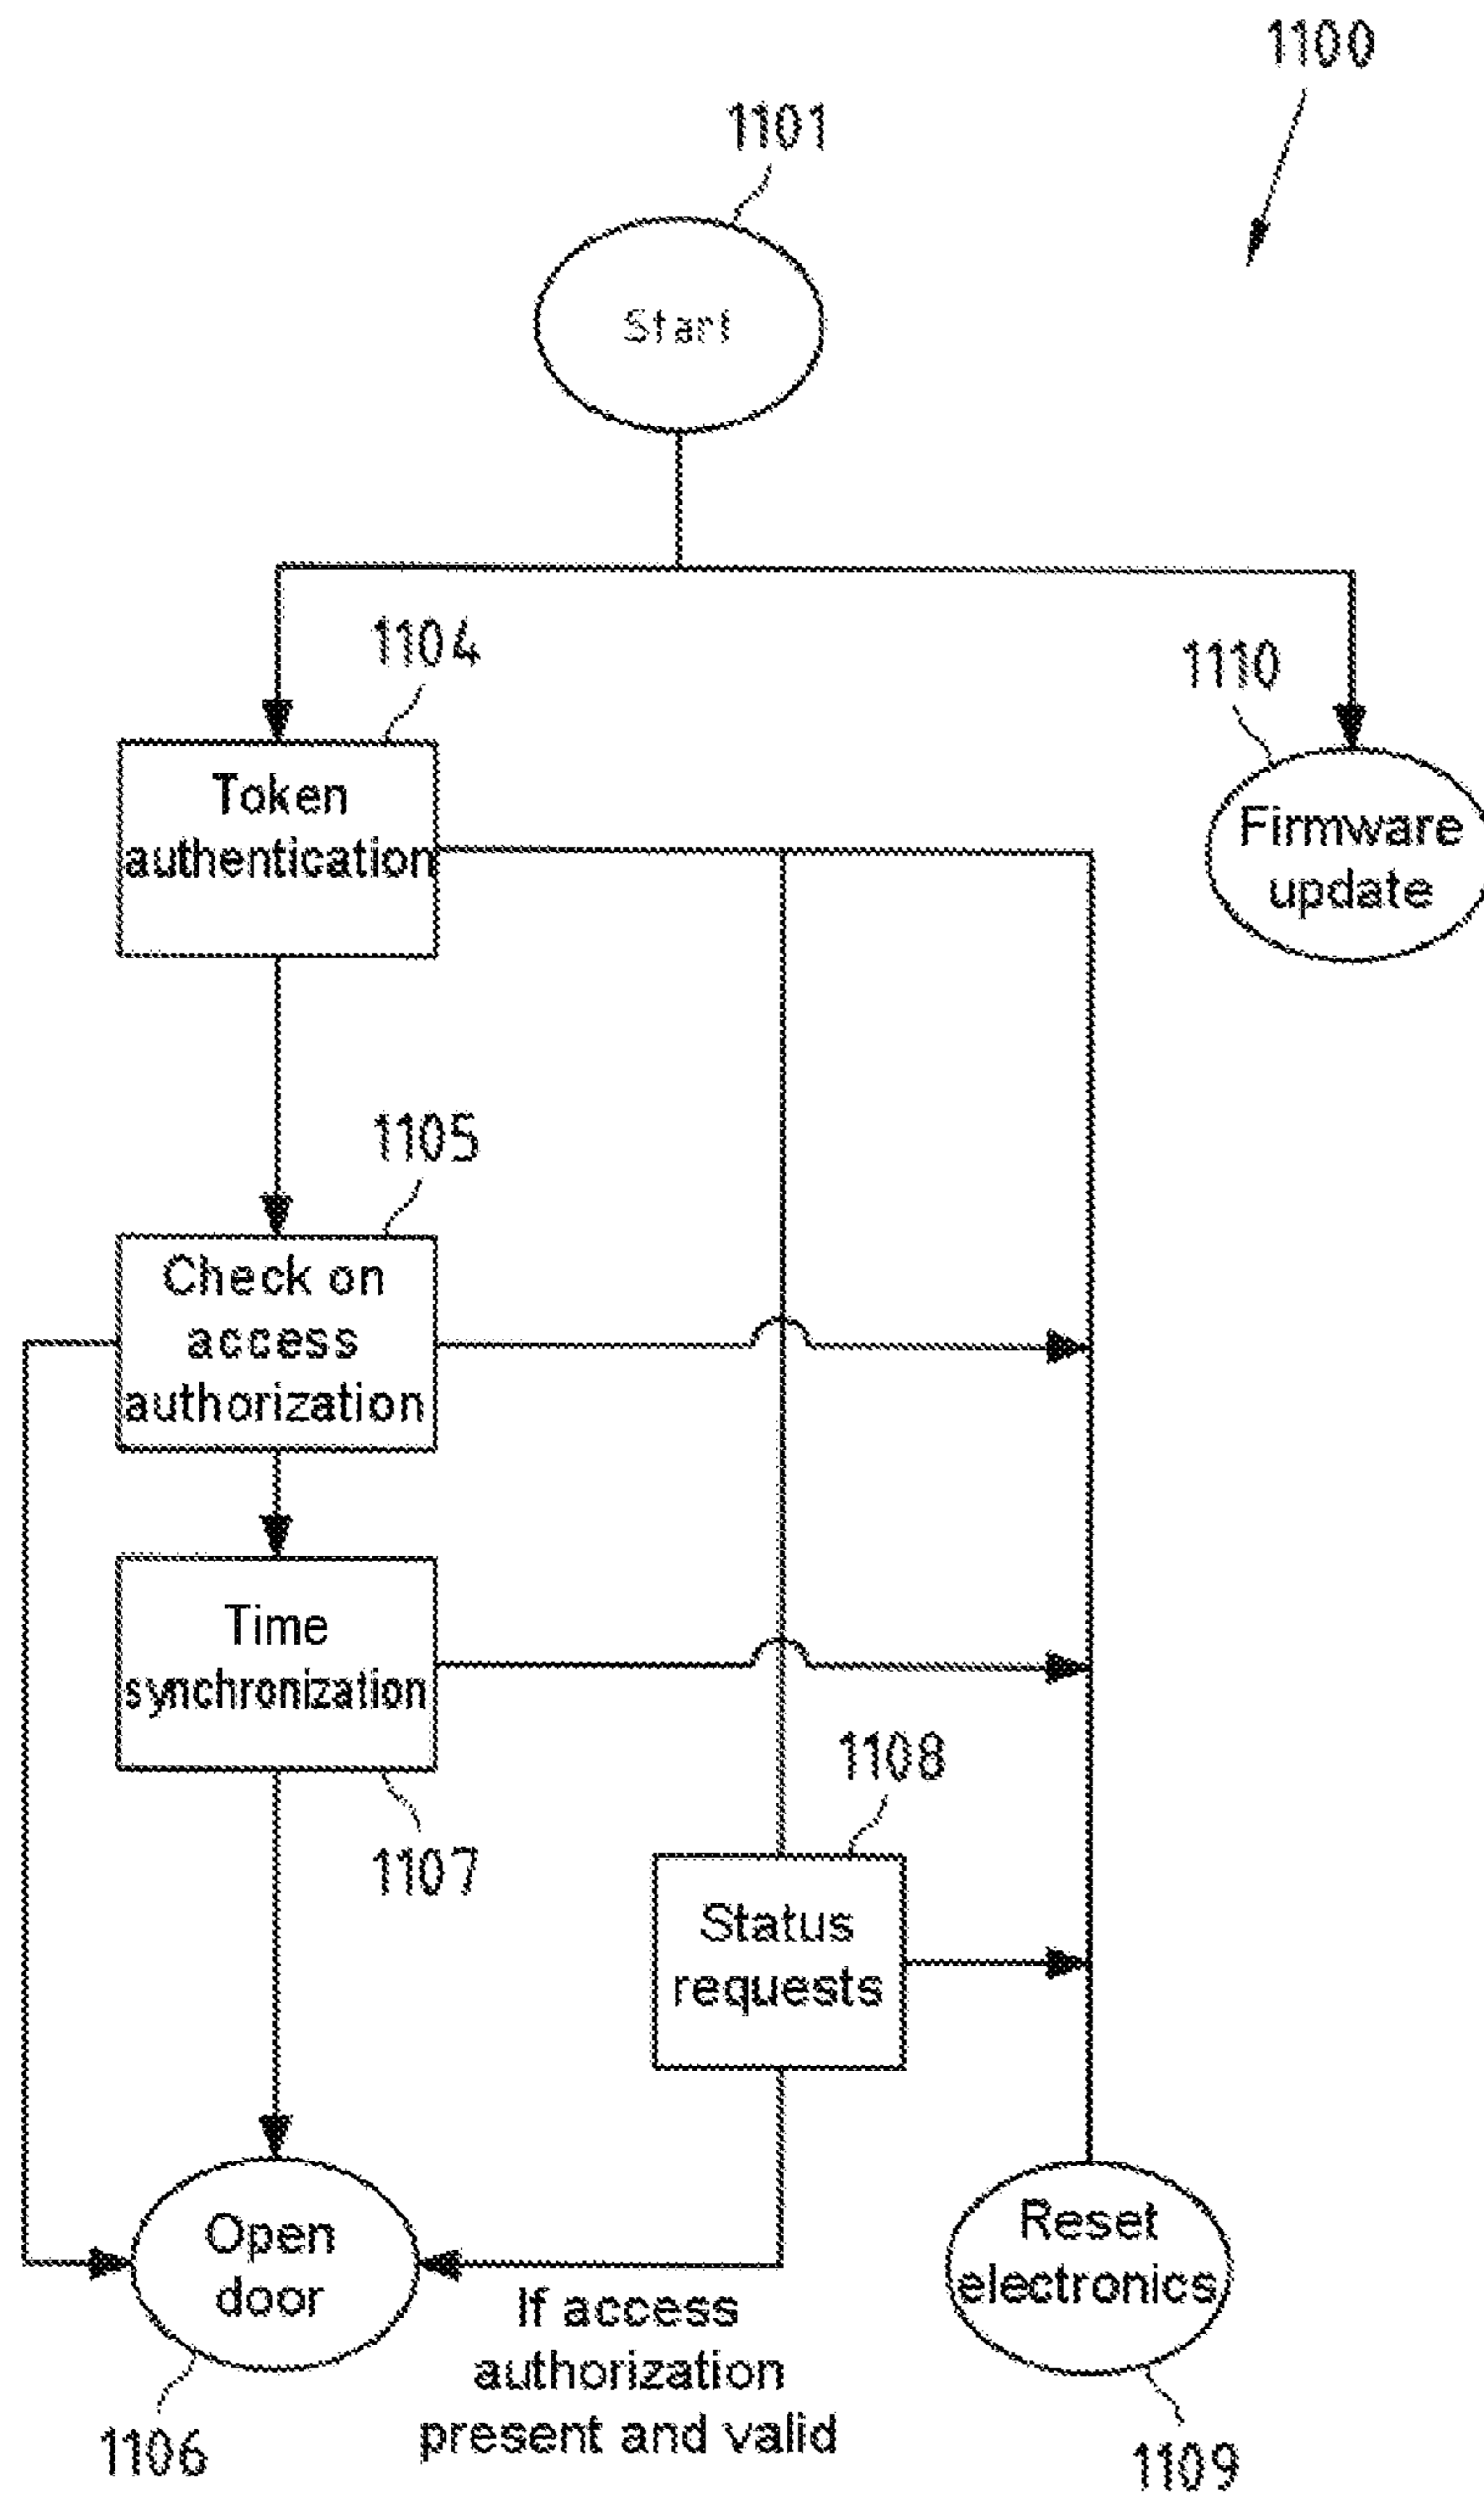 1100
1101
Start
1104
Token
authentication
1110
Firmware
update
1105
Check on
access
authorization
Time
synchronization
1107
1108
Status
requests
Open
door
1106
If access
authorization
present and valid
Reset
electronics
1109